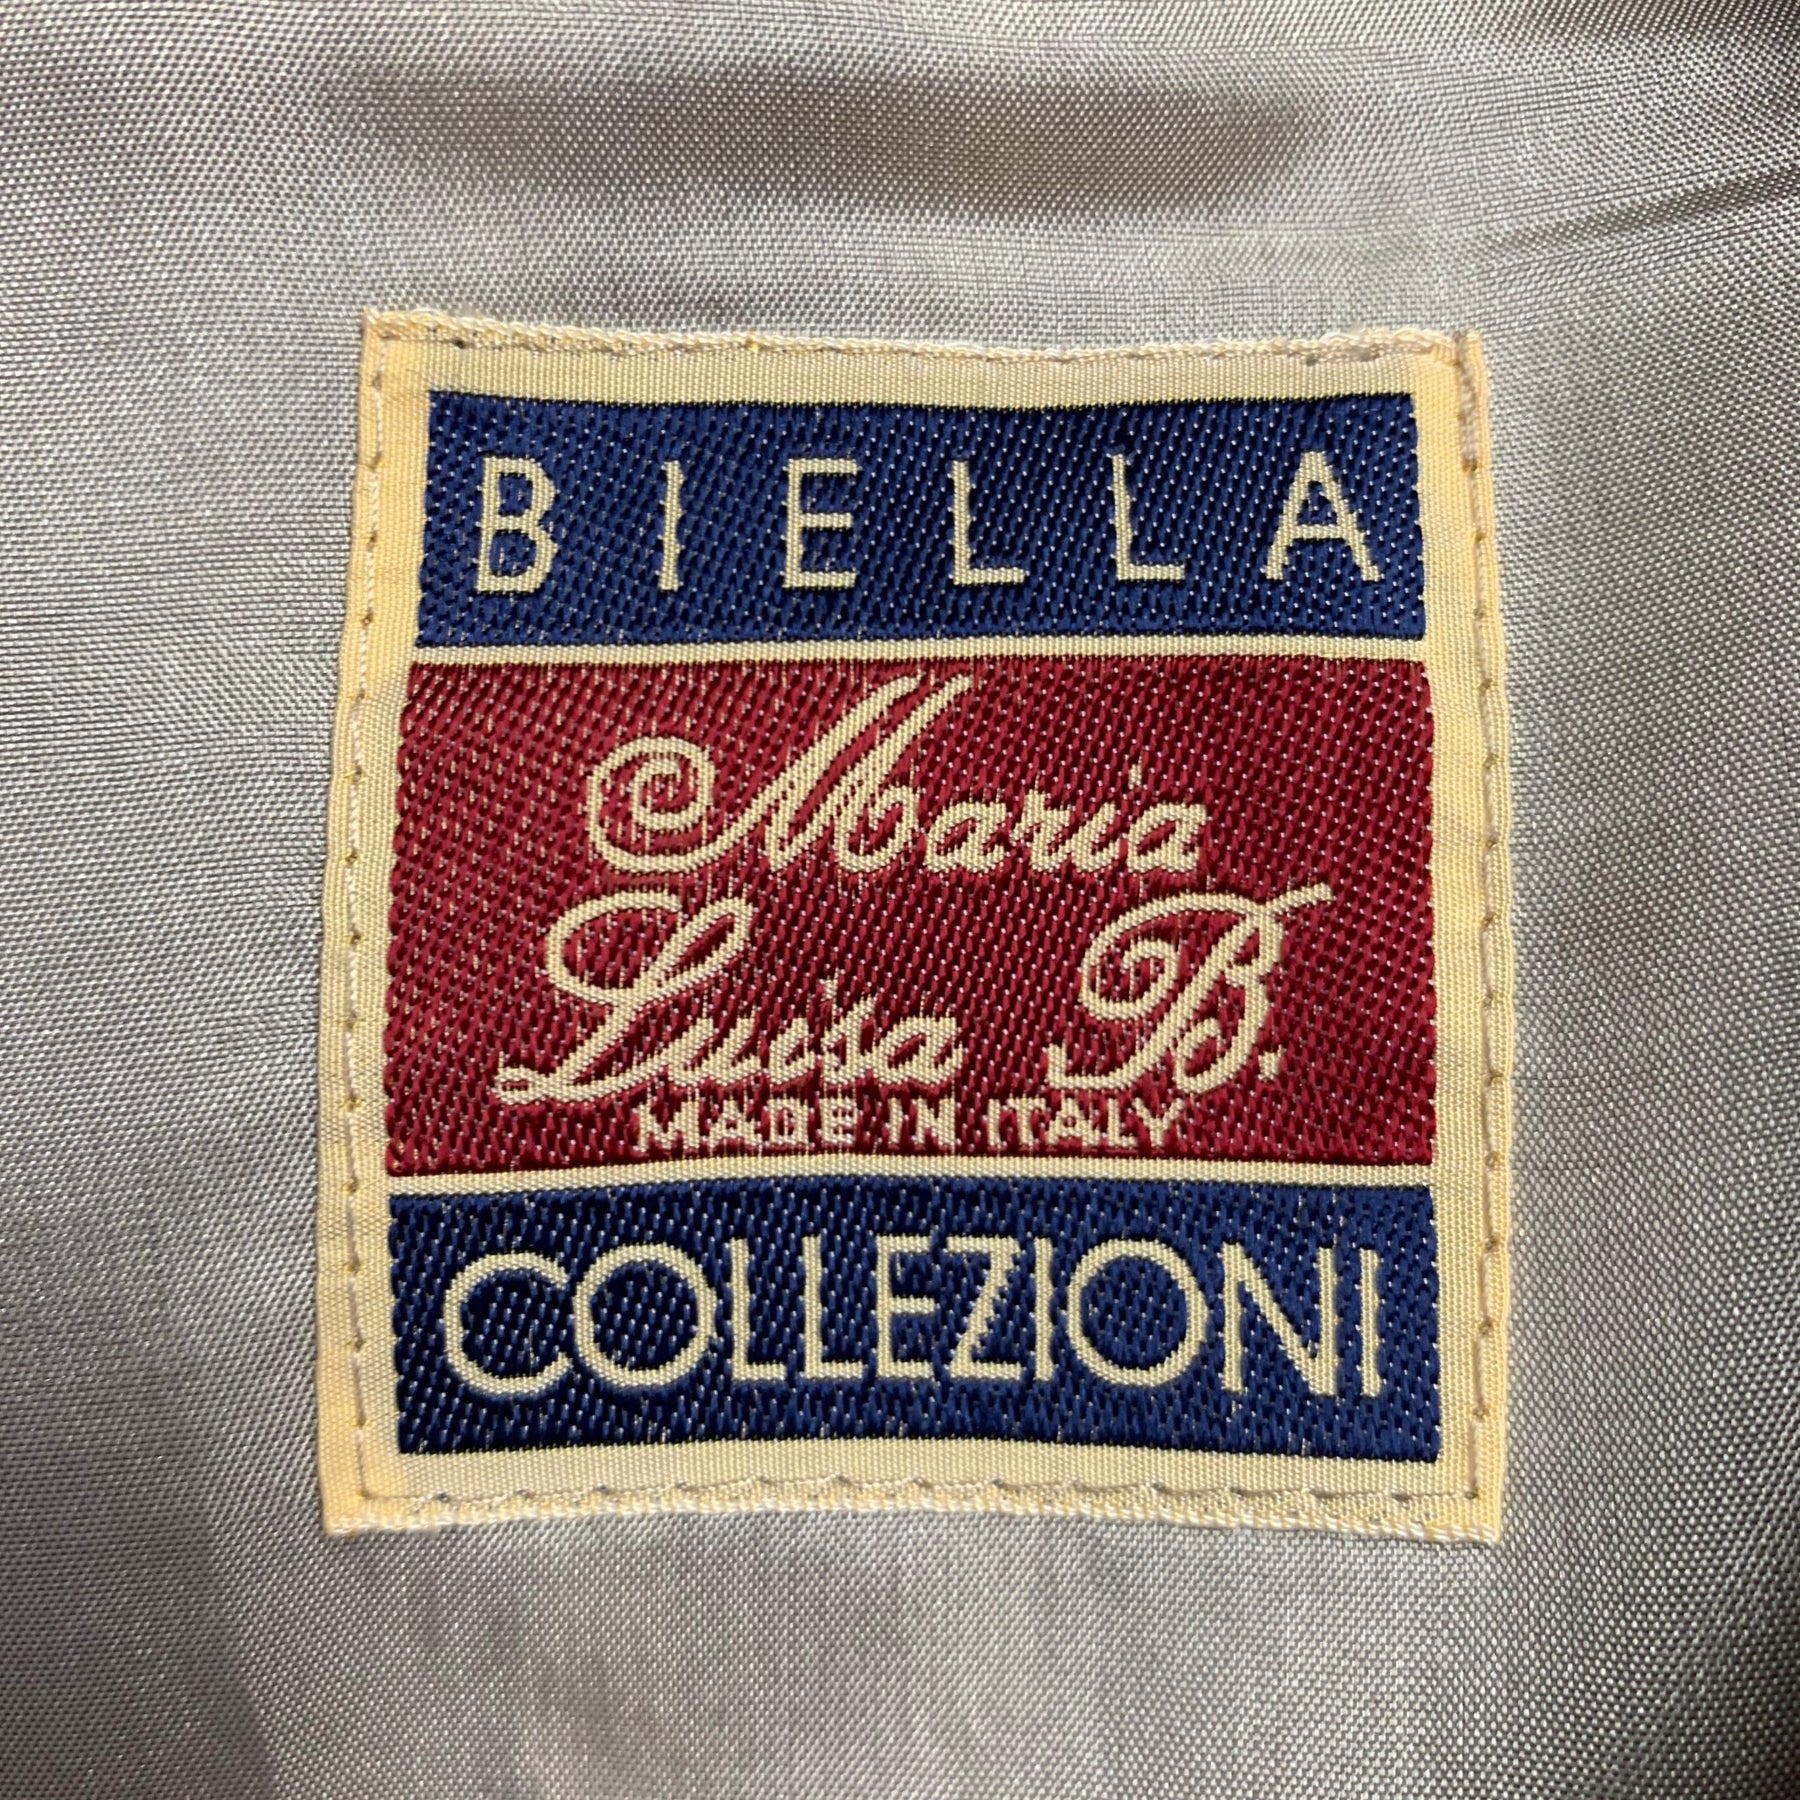 BIELLA
Maria
Luisa B.
MADE IN ITALY
COLLEZIONI